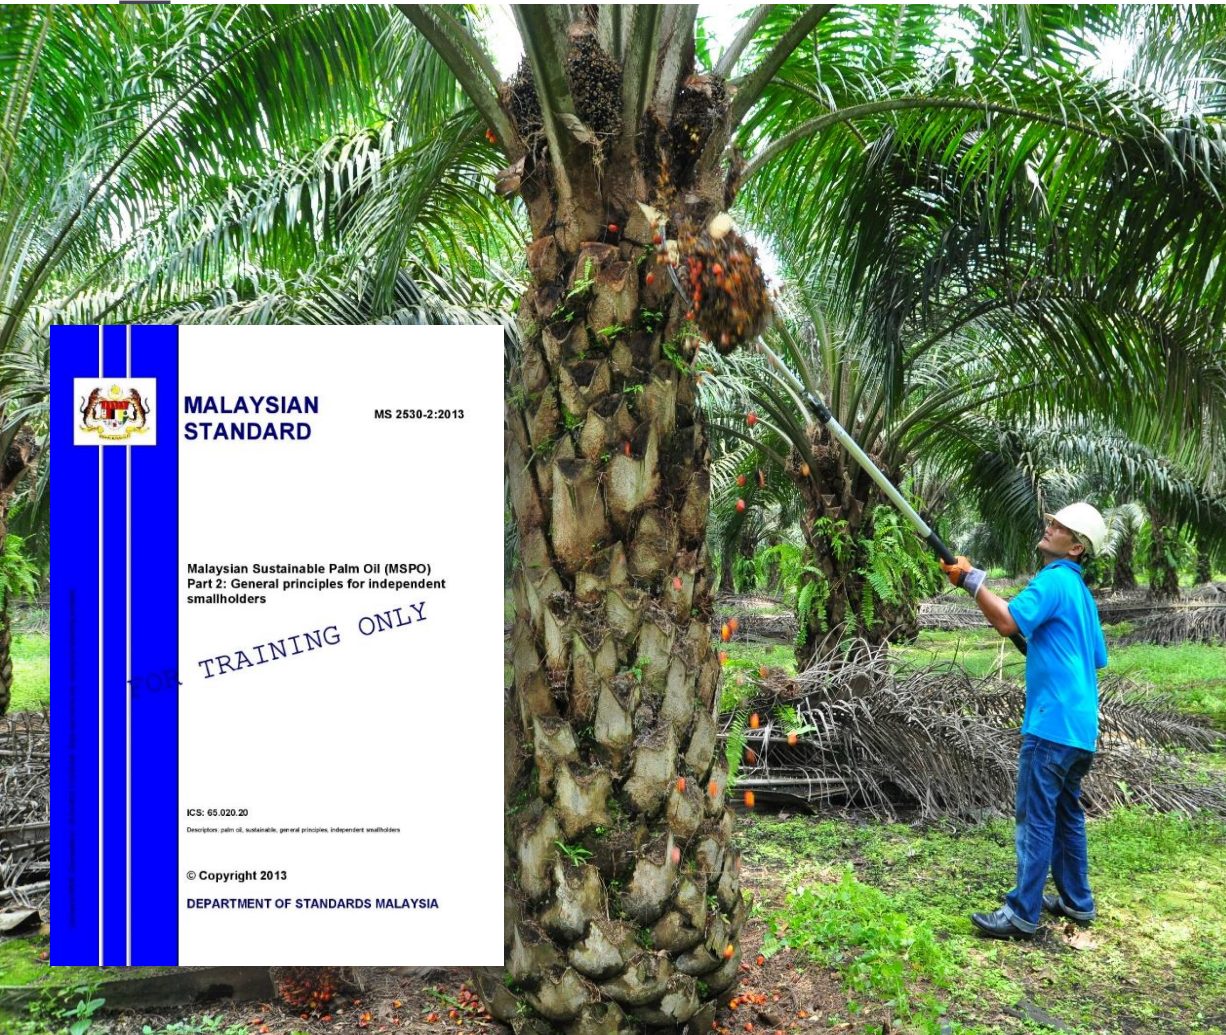 MALAYSIAN
STANDARD
MS 2530-2:2013
Malaysian Sustainable Palm Oil (MSPO)
Part 2: General principles for independent
smallholders
FOR TRAINING ONLY
ICS: 65.020.20
Descriptors: palm oil, sustainable, general principles, independent smallholders
© Copyright 2013
DEPARTMENT OF STANDARDS MALAYSIA